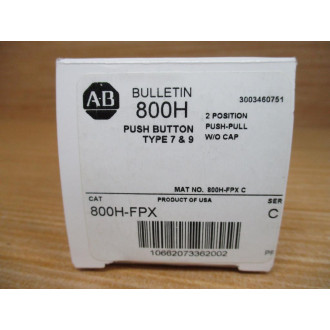 AB
BULLETIN
800H
PUSH BUTTON
TYPE 7 & 9
3003460751
2 POSITION
PUSH-PULL
W/O CAP
MAT NO. 800H-FPX C
CAT
PRODUCT OF USA
SER
800H-FPX
C
10662073362002